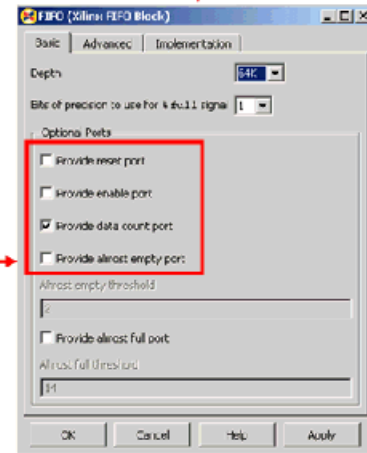 FIFO (Xilinx FIFO Block)
Basic Advanced Implementation
Depth 64K
Bits of precision to use for % full signal 1
Optional Ports
Provide reset port
Provide enable port
Provide data count port
Provide almost empty port
Almost empty threshold
2
Provide almost full port
Almost full threshold
14
OK Cancel Help Apply